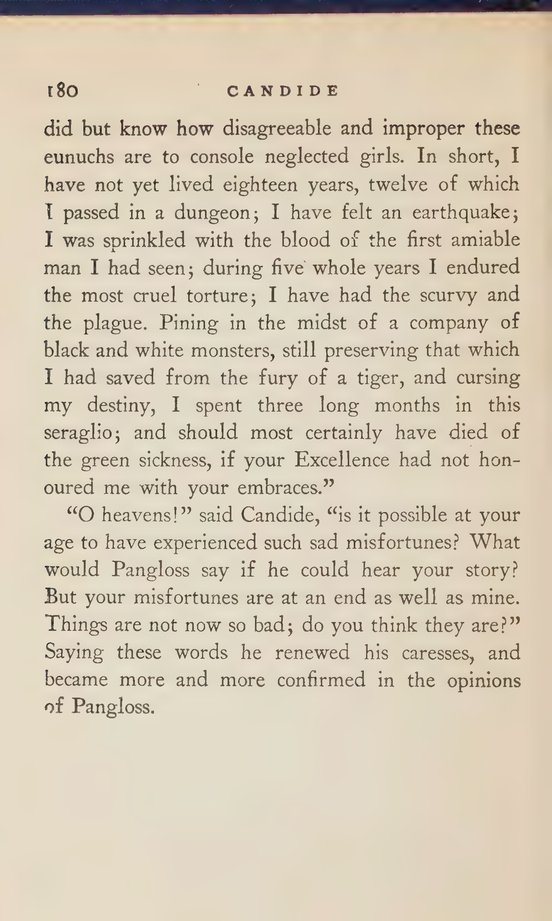 180 CANDIDE
did but know how disagreeable and improper these
eunuchs are to console neglected girls. In short, I
have not yet lived eighteen years, twelve of which
I passed in a dungeon; I have felt an earthquake;
I was sprinkled with the blood of the first amiable
man I had seen; during five whole years I endured
the most cruel torture; I have had the scurvy and
the plague. Pining in the midst of a company of
black and white monsters, still preserving that which
I had saved from the fury of a tiger, and cursing
my destiny, I spent three long months in this
seraglio; and should most certainly have died of
the green sickness, if your Excellence had not hon-
oured me with your embraces.”
“O heavens!” said Candide, “is it possible at your
age to have experienced such sad misfortunes? What
would Pangloss say if he could hear your story?
But your misfortunes are at an end as well as mine.
Things are not now so bad; do you think they are?”
Saying these words he renewed his caresses, and
became more and more confirmed in the opinions
of Pangloss.